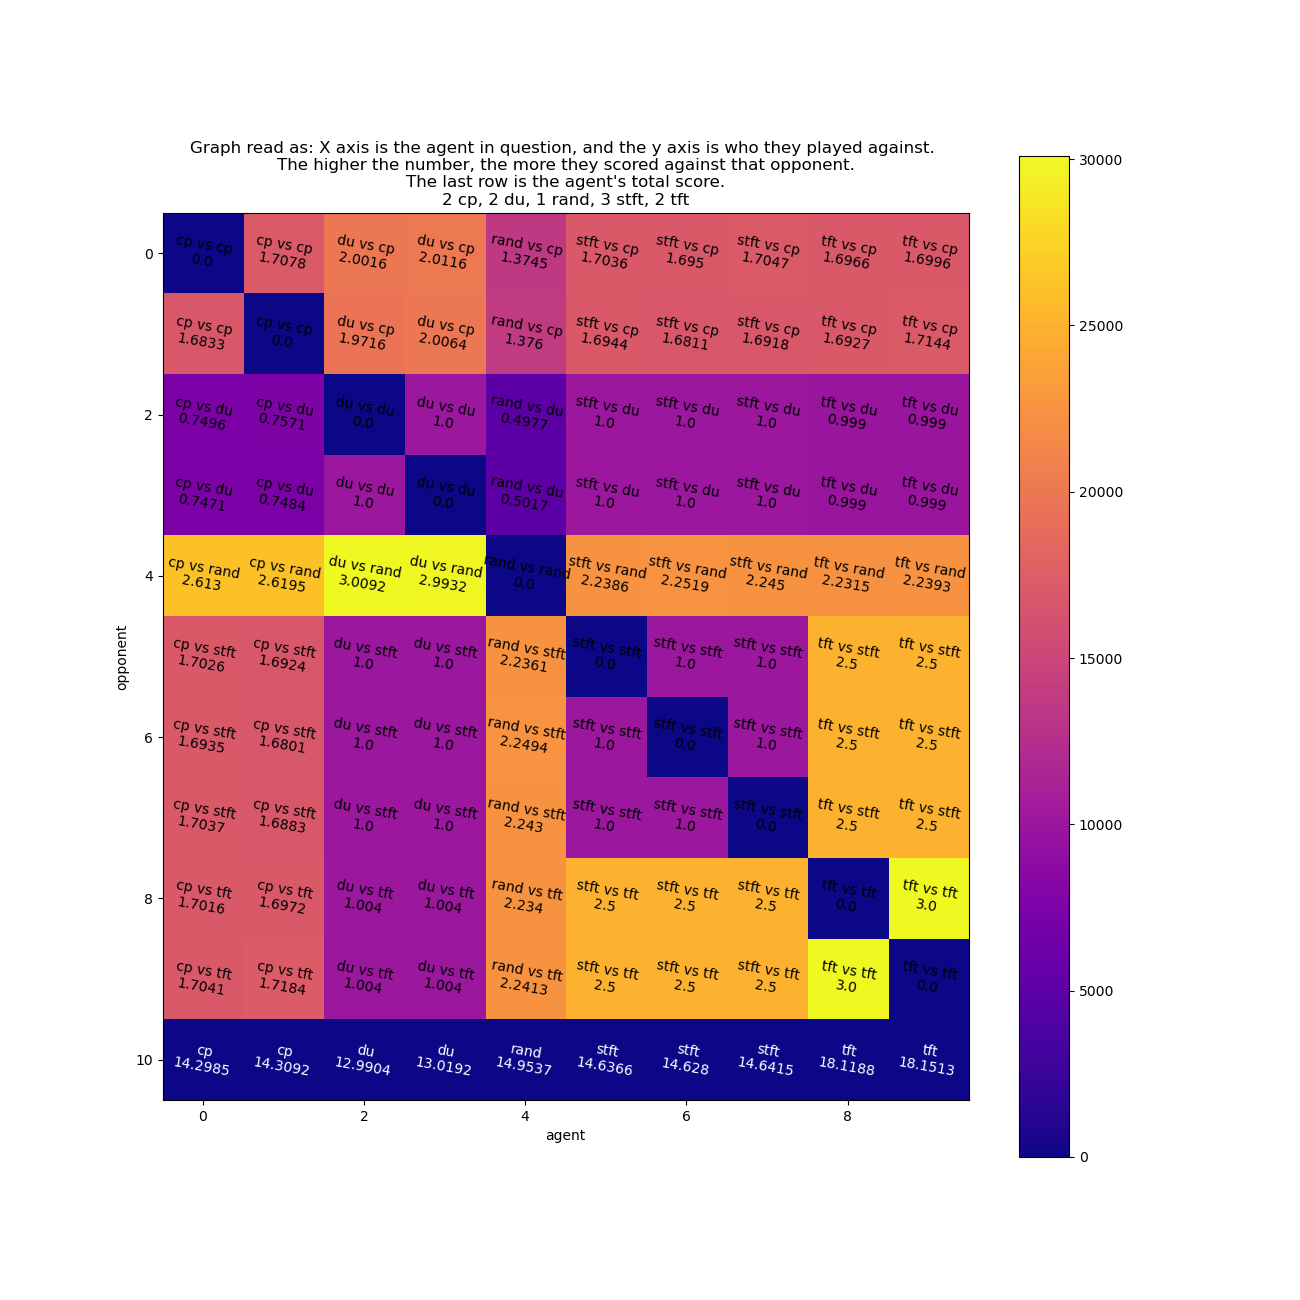 Graph read as: X axis is the agent in question, and the y axis is who they played against.
The higher the number, the more they scored against that opponent.
The last row is the agent's total score.
2 cp, 2 du, 1 rand, 3 stft, 2 tft
cp vs cp cp vs cp du vs cp du vs cp rand vs cp stft vs cp stft vs cp stft vs cp tft vs cp tft vs cp
0 0.0 1.7078 2.0016 2.0116 1.3745 1.7036 1.695 1.7047 1.6966 1.6996
cp vs cp cp vs cp du vs cp du vs cp rand vs cp stft vs cp stft vs cp stft vs cp tft vs cp tft vs cp
1.6833 0.0 1.9716 2.0064 1.376 1.6944 1.6811 1.6918 1.6927 1.7144
cp vs du cp vs du du vs du du vs du rand vs du stft vs du stft vs du stft vs du tft vs du tft vs du
2 0.7496 0.7571 0.0 1.0 0.4977 1.0 1.0 1.0 0.999 0.999
cp vs du cp vs du du vs du du vs du rand vs du stft vs du stft vs du stft vs du tft vs du tft vs du
0.7471 0.7484 1.0 0.0 0.5017 1.0 1.0 1.0 0.999 0.999
cp vs rand cp vs rand du vs rand du vs rand rand vs rand stft vs rand stft vs rand stft vs rand tft vs rand tft vs rand
4 2.613 2.6195 3.0092 2.9932 0.0 2.2386 2.2519 2.245 2.2315 2.2393
cp vs stft cp vs stft du vs stft du vs stft rand vs stft stft vs stft stft vs stft stft vs stft tft vs stft tft vs stft
1.7026 1.6924 1.0 1.0 2.2361 0.0 1.0 1.0 2.5 2.5
cp vs stft cp vs stft du vs stft du vs stft rand vs stft stft vs stft stft vs stft stft vs stft tft vs stft tft vs stft
6 1.6935 1.6801 1.0 1.0 2.2494 1.0 0.0 1.0 2.5 2.5
cp vs stft cp vs stft du vs stft du vs stft rand vs stft stft vs stft stft vs stft stft vs stft tft vs stft tft vs stft
1.7037 1.6883 1.0 1.0 2.243 1.0 1.0 0.0 2.5 2.5
cp vs tft cp vs tft du vs tft du vs tft rand vs tft stft vs tft stft vs tft stft vs tft tft vs tft tft vs tft
8 1.7016 1.6972 1.004 1.004 2.234 2.5 2.5 2.5 0.0 3.0
cp vs tft cp vs tft du vs tft du vs tft rand vs tft stft vs tft stft vs tft stft vs tft tft vs tft tft vs tft
1.7041 1.7184 1.004 1.004 2.2413 2.5 2.5 2.5 3.0 0.0
cp cp du du rand stft stft stft tft tft
10 14.2985 14.3092 12.9904 13.0192 14.9537 14.6366 14.628 14.6415 18.1188 18.1513
0 2 4 6 8
agent
opponent
30000
25000
20000
15000
10000
5000
0